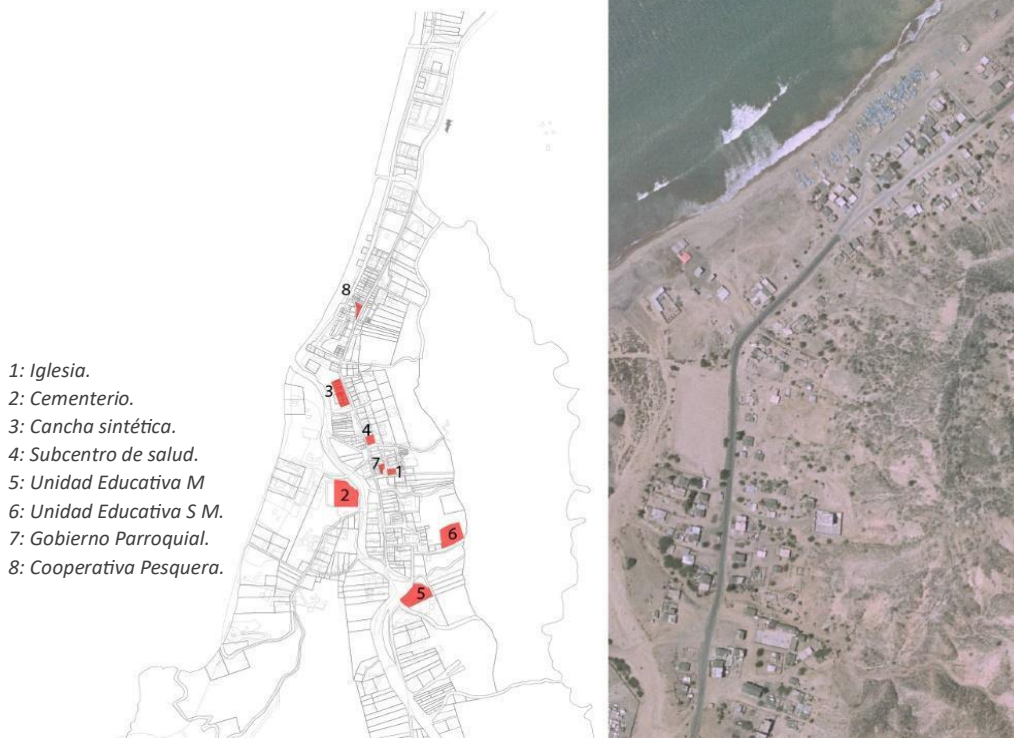 8
3
4
7
1
2
6
5
1: Iglesia.
2: Cementerio.
3: Cancha sintética.
4: Subcentro de salud.
5: Unidad Educativa M
6: Unidad Educativa S M.
7: Gobierno Parroquial.
8: Cooperativa Pesquera.